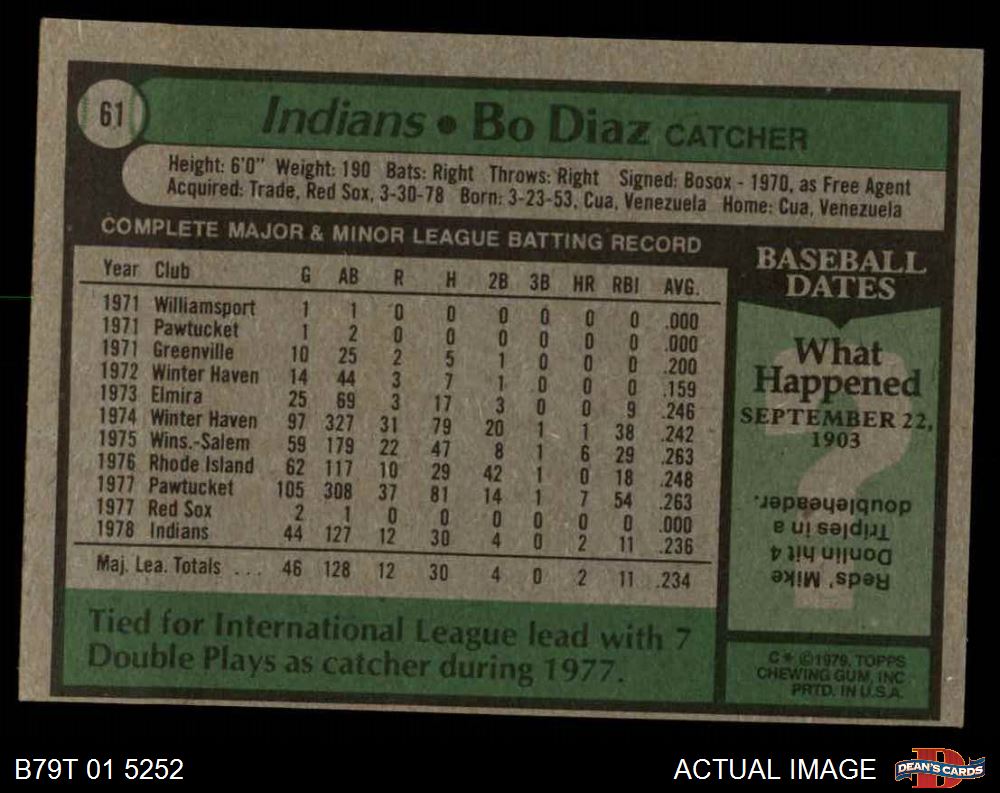 61
Indians • Bo Diaz CATCHER
Height: 6'0" Weight: 190 Bats: Right Throws: Right Signed: Bosox - 1970, as Free Agent
Acquired: Trade, Red Sox, 3-30-78 Born: 3-23-53, Cua, Venezuela Home: Cua, Venezuela
COMPLETE MAJOR & MINOR LEAGUE BATTING RECORD
Year Club G AB R H 2B 3B HR RBI AVG.
1971 Williamsport 1 1 0 0 0 0 0 0 .000
1971 Pawtucket 1 2 0 0 0 0 0 0 .000
1971 Greenville 10 25 2 5 1 0 0 0 .200
1972 Winter Haven 14 44 3 7 1 0 0 0 .159
1973 Elmira 25 69 3 17 3 0 0 9 .246
1974 Winter Haven 97 327 31 79 20 1 1 38 .242
1975 Wins.-Salem 59 179 22 47 8 1 6 29 .263
1976 Rhode Island 62 117 10 29 42 1 0 18 .248
1977 Pawtucket 105 308 37 81 14 1 7 54 .263
1977 Red Sox 2 1 0 0 0 0 0 0 .000
1978 Indians 44 127 12 30 4 0 2 11 .236
Maj. Lea. Totals ... 46 128 12 30 4 0 2 11 .234
Tied for International League lead with 7
Double Plays as catcher during 1977.
BASEBALL
DATES
What
Happened
SEPTEMBER 22,
1903
Reds' Mike
Donlin hit 4
Triples in a
doubleheader.
C* ©1979, TOPPS
CHEWING GUM, INC
PRTD. IN U.S.A.
B79T 01 5252
ACTUAL IMAGE
DEAN'S CARDS